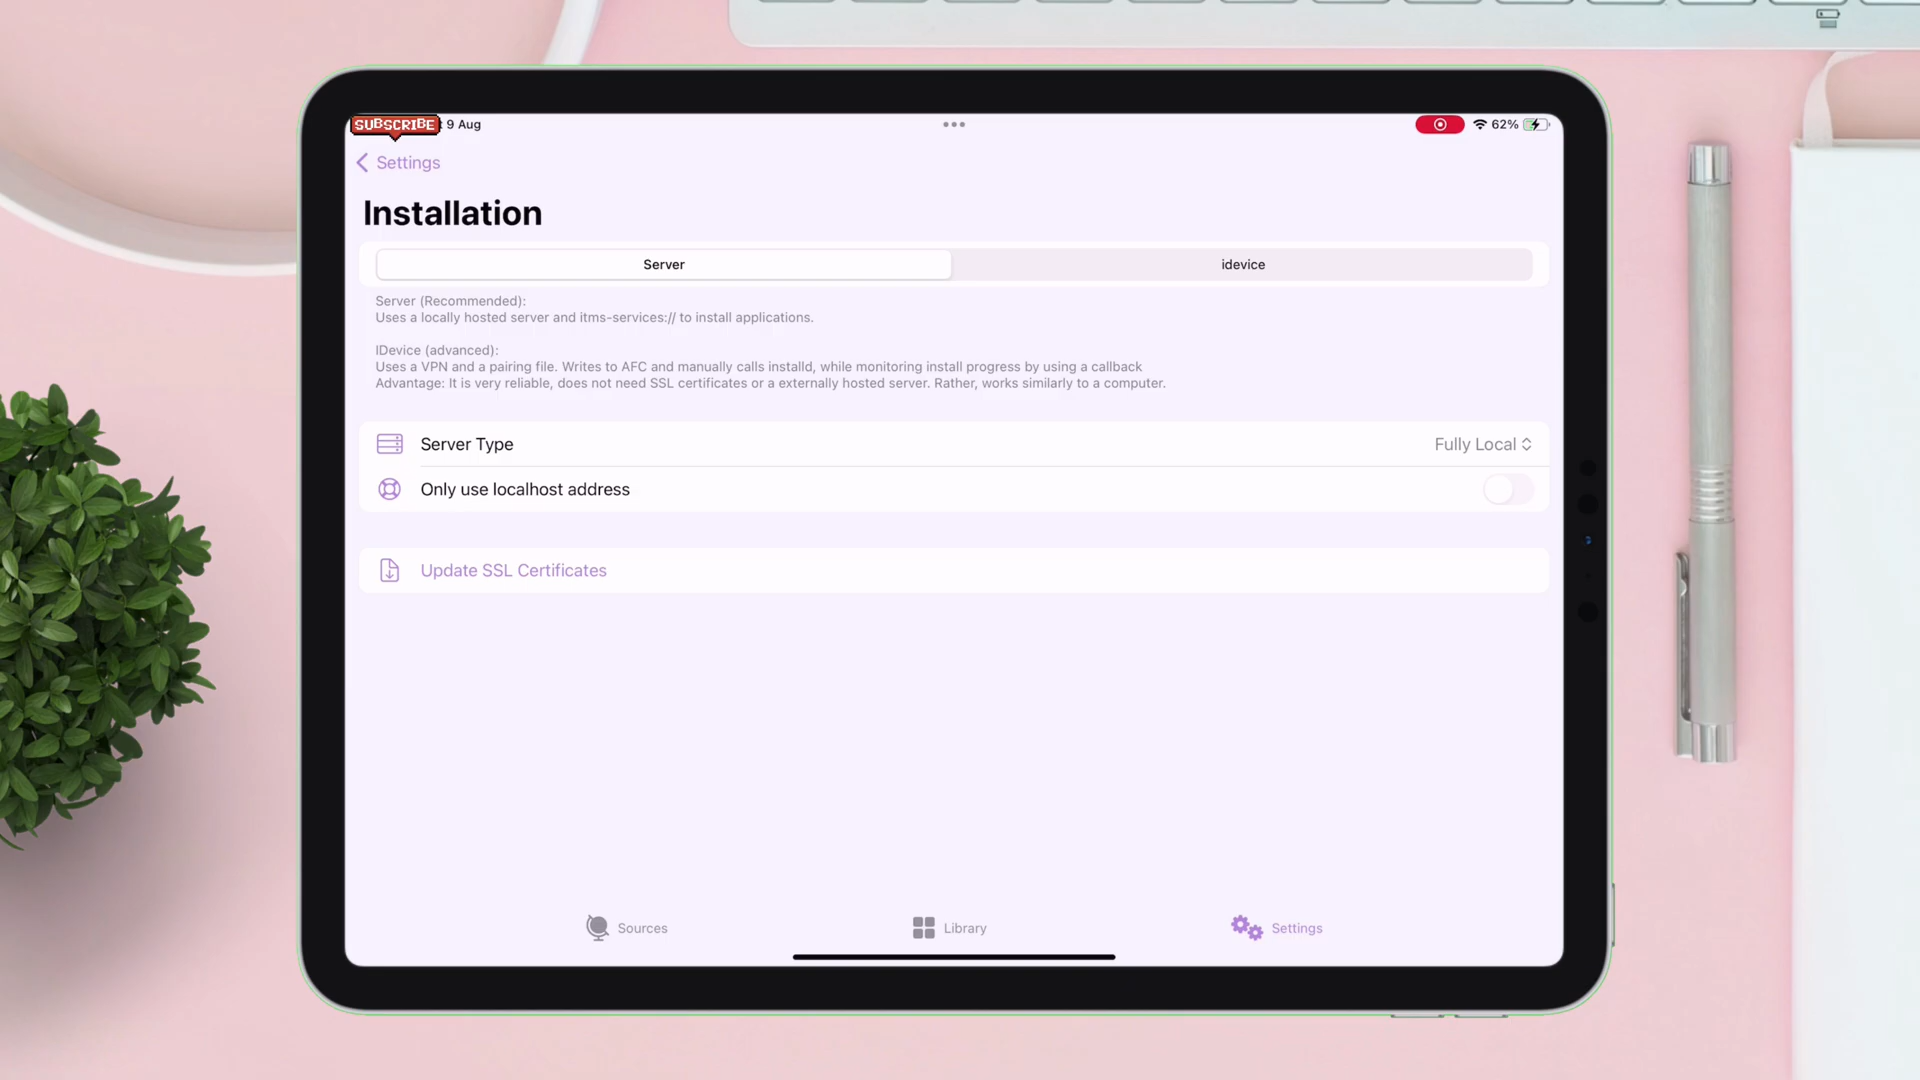 SUBSCRIBE
9 Aug
62%
Settings
Installation
Server
idevice
Server (Recommended):
Uses a locally hosted server and itms-services:// to install applications.
IDevice (advanced):
Uses a VPN and a pairing file. Writes to AFC and manually calls installd, while monitoring install progress by using a callback
Advantage: It is very reliable, does not need SSL certificates or a externally hosted server. Rather, works similarly to a computer.
Server Type
Fully Local
Only use localhost address
Update SSL Certificates
Sources
Library
Settings